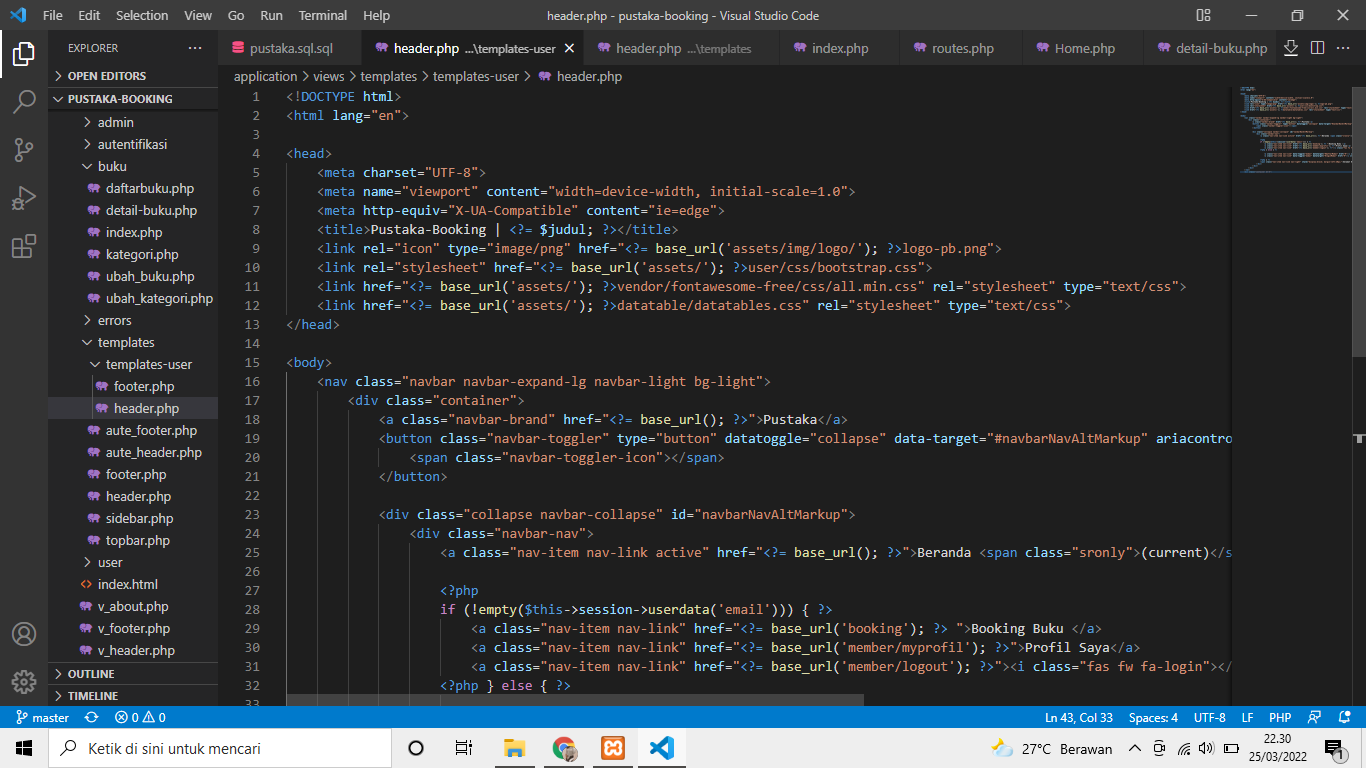 File Edit Selection View Go Run Terminal Help header.php - pustaka-booking - Visual Studio Code
EXPLORER
OPEN EDITORS
PUSTAKA-BOOKING
admin
autentifikasi
buku
daftarbuku.php
detail-buku.php
index.php
kategori.php
ubah_buku.php
ubah_kategori.php
errors
templates
templates-user
footer.php
header.php
aute_footer.php
aute_header.php
footer.php
header.php
sidebar.php
topbar.php
user
index.html
v_about.php
v_footer.php
v_header.php
OUTLINE
TIMELINE
pustaka.sql.sql header.php ...\templates-user header.php ...\templates index.php routes.php Home.php detail-buku.php
application > views > templates > templates-user > header.php
1 <!DOCTYPE html>
2 <html lang="en">
3
4 <head>
5 <meta charset="UTF-8">
6 <meta name="viewport" content="width=device-width, initial-scale=1.0">
7 <meta http-equiv="X-UA-Compatible" content="ie=edge">
8 <title>Pustaka-Booking | <?= $judul; ?></title>
9 <link rel="icon" type="image/png" href="<?= base_url('assets/img/logo/'); ?>logo-pb.png">
10 <link rel="stylesheet" href="<?= base_url('assets/'); ?>user/css/bootstrap.css">
11 <link href="<?= base_url('assets/'); ?>vendor/fontawesome-free/css/all.min.css" rel="stylesheet" type="text/css">
12 <link href="<?= base_url('assets/'); ?>datatable/datatables.css" rel="stylesheet" type="text/css">
13 </head>
14
15 <body>
16 <nav class="navbar navbar-expand-lg navbar-light bg-light">
17 <div class="container">
18 <a class="navbar-brand" href="<?= base_url(); ?>">Pustaka</a>
19 <button class="navbar-toggler" type="button" datatoggle="collapse" data-target="#navbarNavAltMarkup" ariacontro
20 <span class="navbar-toggler-icon"></span>
21 </button>
22
23 <div class="collapse navbar-collapse" id="navbarNavAltMarkup">
24 <div class="navbar-nav">
25 <a class="nav-item nav-link active" href="<?= base_url(); ?>">Beranda <span class="sronly">(current)</s
26
27 <?php
28 if (!empty($this->session->userdata('email'))) { ?>
29 <a class="nav-item nav-link" href="<?= base_url('booking'); ?> ">Booking Buku </a>
30 <a class="nav-item nav-link" href="<?= base_url('member/myprofil'); ?>">Profil Saya</a>
31 <a class="nav-item nav-link" href="<?= base_url('member/logout'); ?>"><i class="fas fw fa-login"></
32 <?php } else { ?>
33
master 0 0 Ln 43, Col 33 Spaces: 4 UTF-8 LF PHP
Ketik di sini untuk mencari
27°C Berawan
22.30
25/03/2022
1